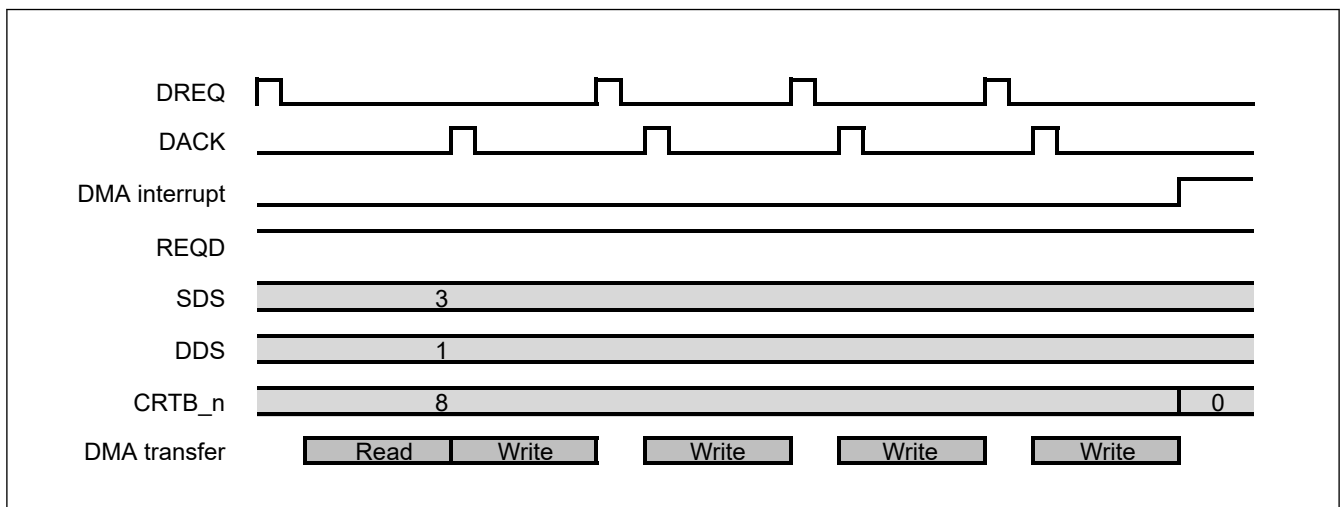 DREQ
DACK
DMA interrupt
REQD
SDS 3
DDS 1
CRTB_n 8 0
DMA transfer Read Write Write Write Write